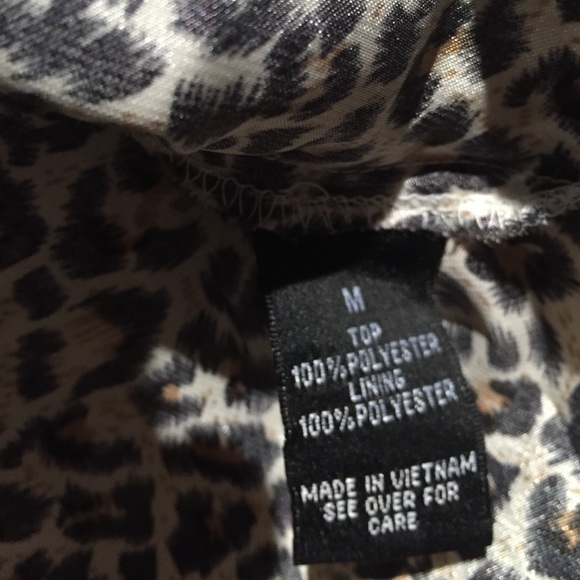 M
TOP
100%POLYESTER
LINING
100%POLYESTER
MADE IN VIETNAM
SEE OVER FOR
CARE